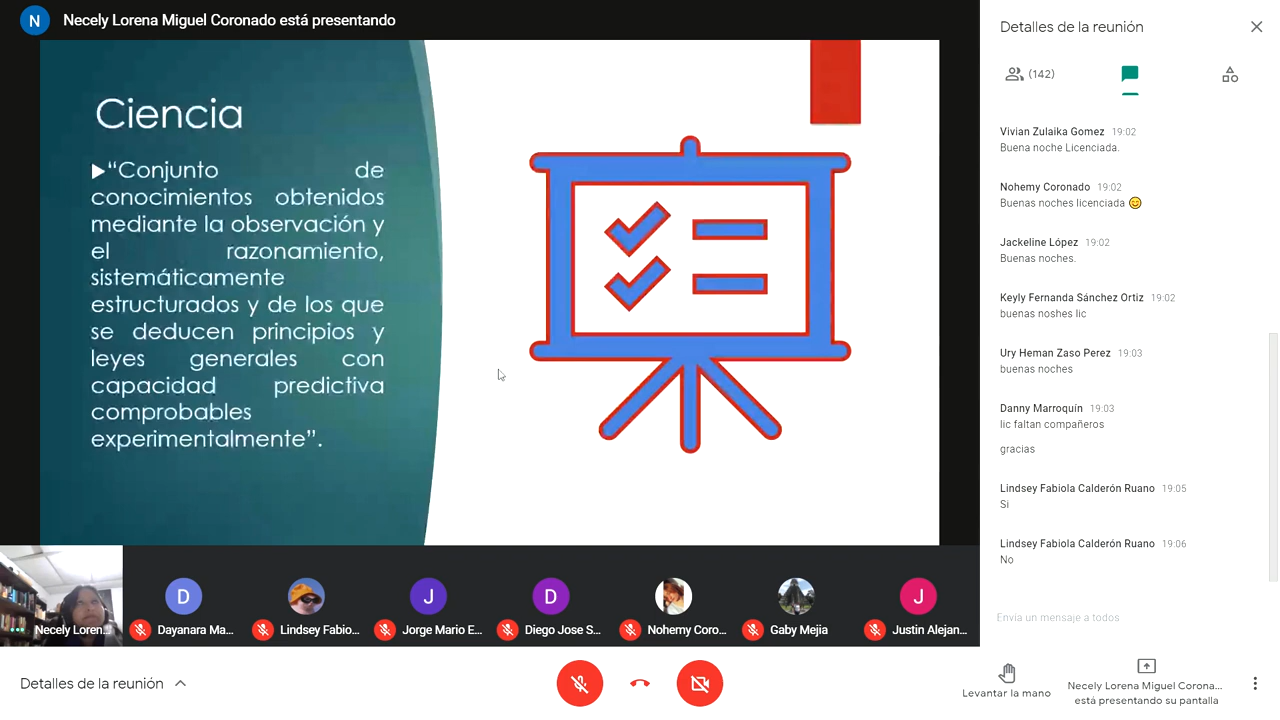 N Necely Lorena Miguel Coronado está presentando
Ciencia
“Conjunto de
conocimientos obtenidos
mediante la observación y
el razonamiento,
sistemáticamente
estructurados y de los que
se deducen principios y
leyes generales con
capacidad predictiva
comprobables
experimentalmente”.
Necely Loren...
D
Dayanara Ma...
Lindsey Fabio...
J
Jorge Mario E...
D
Diego Jose S...
Nohemy Coro...
Gaby Mejia
J
Justin Alejan...
Detalles de la reunión
Detalles de la reunión
(142)
Vivian Zulaika Gomez 19:02
Buena noche Licenciada.
Nohemy Coronado 19:02
Buenas noches licenciada 😊
Jackeline López 19:02
Buenas noches.
Keyly Fernanda Sánchez Ortiz 19:02
buenas noshes lic
Ury Heman Zaso Perez 19:03
buenas noches
Danny Marroquín 19:03
lic faltan compañeros
gracias
Lindsey Fabiola Calderón Ruano 19:05
Si
Lindsey Fabiola Calderón Ruano 19:06
No
Envía un mensaje a todos
Levantar la mano
Necely Lorena Miguel Corona...
está presentando su pantalla